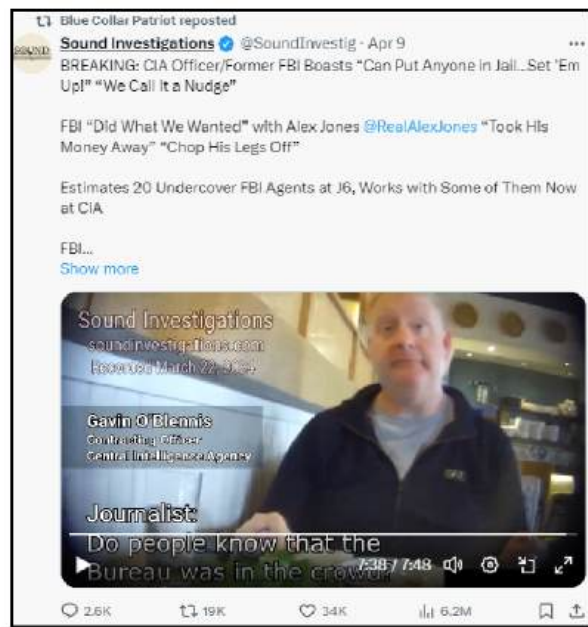 Blue Collar Patriot reposted
SOUND
Sound Investigations @SoundInvestig · Apr 9
BREAKING: CIA Officer/Former FBI Boasts “Can Put Anyone in Jail...Set ‘Em
Up!” “We Call It a Nudge”
FBI “Did What We Wanted” with Alex Jones @RealAlexJones “Took His
Money Away” “Chop His Legs Off”
Estimates 20 Undercover FBI Agents at J6, Works with Some of Them Now
at CIA
FBI...
Show more
Sound Investigations
soundinvestigations.com
Recorded March 22, 2024
Gavin O'Blennis
Contracting Officer
Central Intelligence Agency
Journalist:
Do people know that the
Bureau was in the crowd?
7:38 / 7:48
2.6K 19K 34K 6.2M